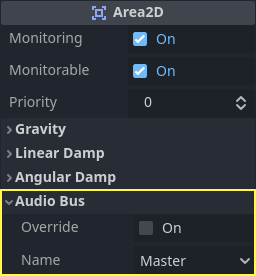 Area2D
Monitoring On
Monitorable On
Priority 0
Gravity
Linear Damp
Angular Damp
Audio Bus
Override On
Name Master